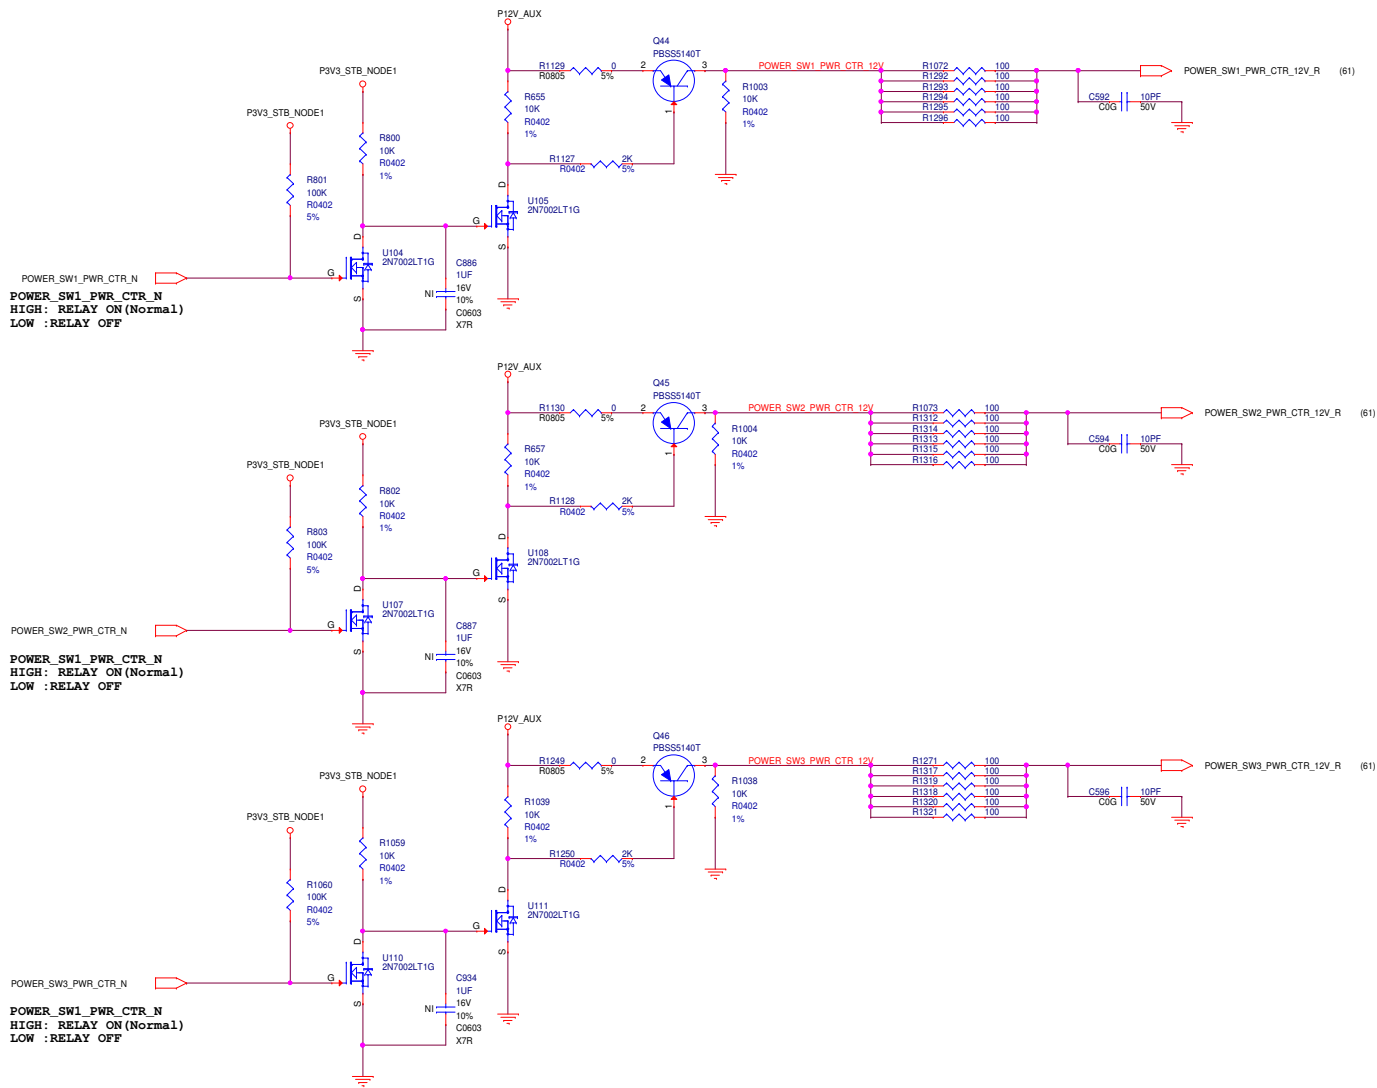 P12V_AUX
Q44
PBSS5140T
R1129 0
R0805 5%
2 3
1
POWER_SW1_PWR_CTR_12V
R1072 100
R1292 100
R1293 100
R1294 100
R1295 100
R1296 100
POWER_SW1_PWR_CTR_12V_R (61)
C592 10PF
C0G 50V
R1003
10K
R0402
1%
P3V3_STB_NODE1
R655
10K
R0402
1%
P3V3_STB_NODE1
R800
10K
R0402
1%
R1127 2K
R0402 5%
R801
100K
R0402
5%
D
U105
2N7002LT1G
G
S
D
U104
2N7002LT1G
G
S
C886
1UF
16V
NI
10%
C0603
X7R
POWER_SW1_PWR_CTR_N
POWER_SW1_PWR_CTR_N
HIGH: RELAY ON(Normal)
LOW :RELAY OFF
P12V_AUX
Q45
PBSS5140T
R1130 0
R0805 5%
2 3
1
POWER_SW2_PWR_CTR_12V
R1073 100
R1312 100
R1314 100
R1313 100
R1315 100
R1316 100
POWER_SW2_PWR_CTR_12V_R (61)
C594 10PF
C0G 50V
R1004
10K
R0402
1%
P3V3_STB_NODE1
R657
10K
R0402
1%
P3V3_STB_NODE1
R802
10K
R0402
1%
R1128 2K
R0402 5%
R803
100K
R0402
5%
D
U108
2N7002LT1G
G
S
D
U107
2N7002LT1G
G
S
C887
1UF
16V
NI
10%
C0603
X7R
POWER_SW2_PWR_CTR_N
POWER_SW1_PWR_CTR_N
HIGH: RELAY ON(Normal)
LOW :RELAY OFF
P12V_AUX
Q46
PBSS5140T
R1249 0
R0805 5%
2 3
1
POWER_SW3_PWR_CTR_12V
R1271 100
R1317 100
R1319 100
R1318 100
R1320 100
R1321 100
POWER_SW3_PWR_CTR_12V_R (61)
C596 10PF
C0G 50V
R1038
10K
R0402
1%
P3V3_STB_NODE1
R1039
10K
R0402
1%
P3V3_STB_NODE1
R1059
10K
R0402
1%
R1250 2K
R0402 5%
R1060
100K
R0402
5%
D
U111
2N7002LT1G
G
S
D
U110
2N7002LT1G
G
S
C934
1UF
16V
NI
10%
C0603
X7R
POWER_SW3_PWR_CTR_N
POWER_SW1_PWR_CTR_N
HIGH: RELAY ON(Normal)
LOW :RELAY OFF